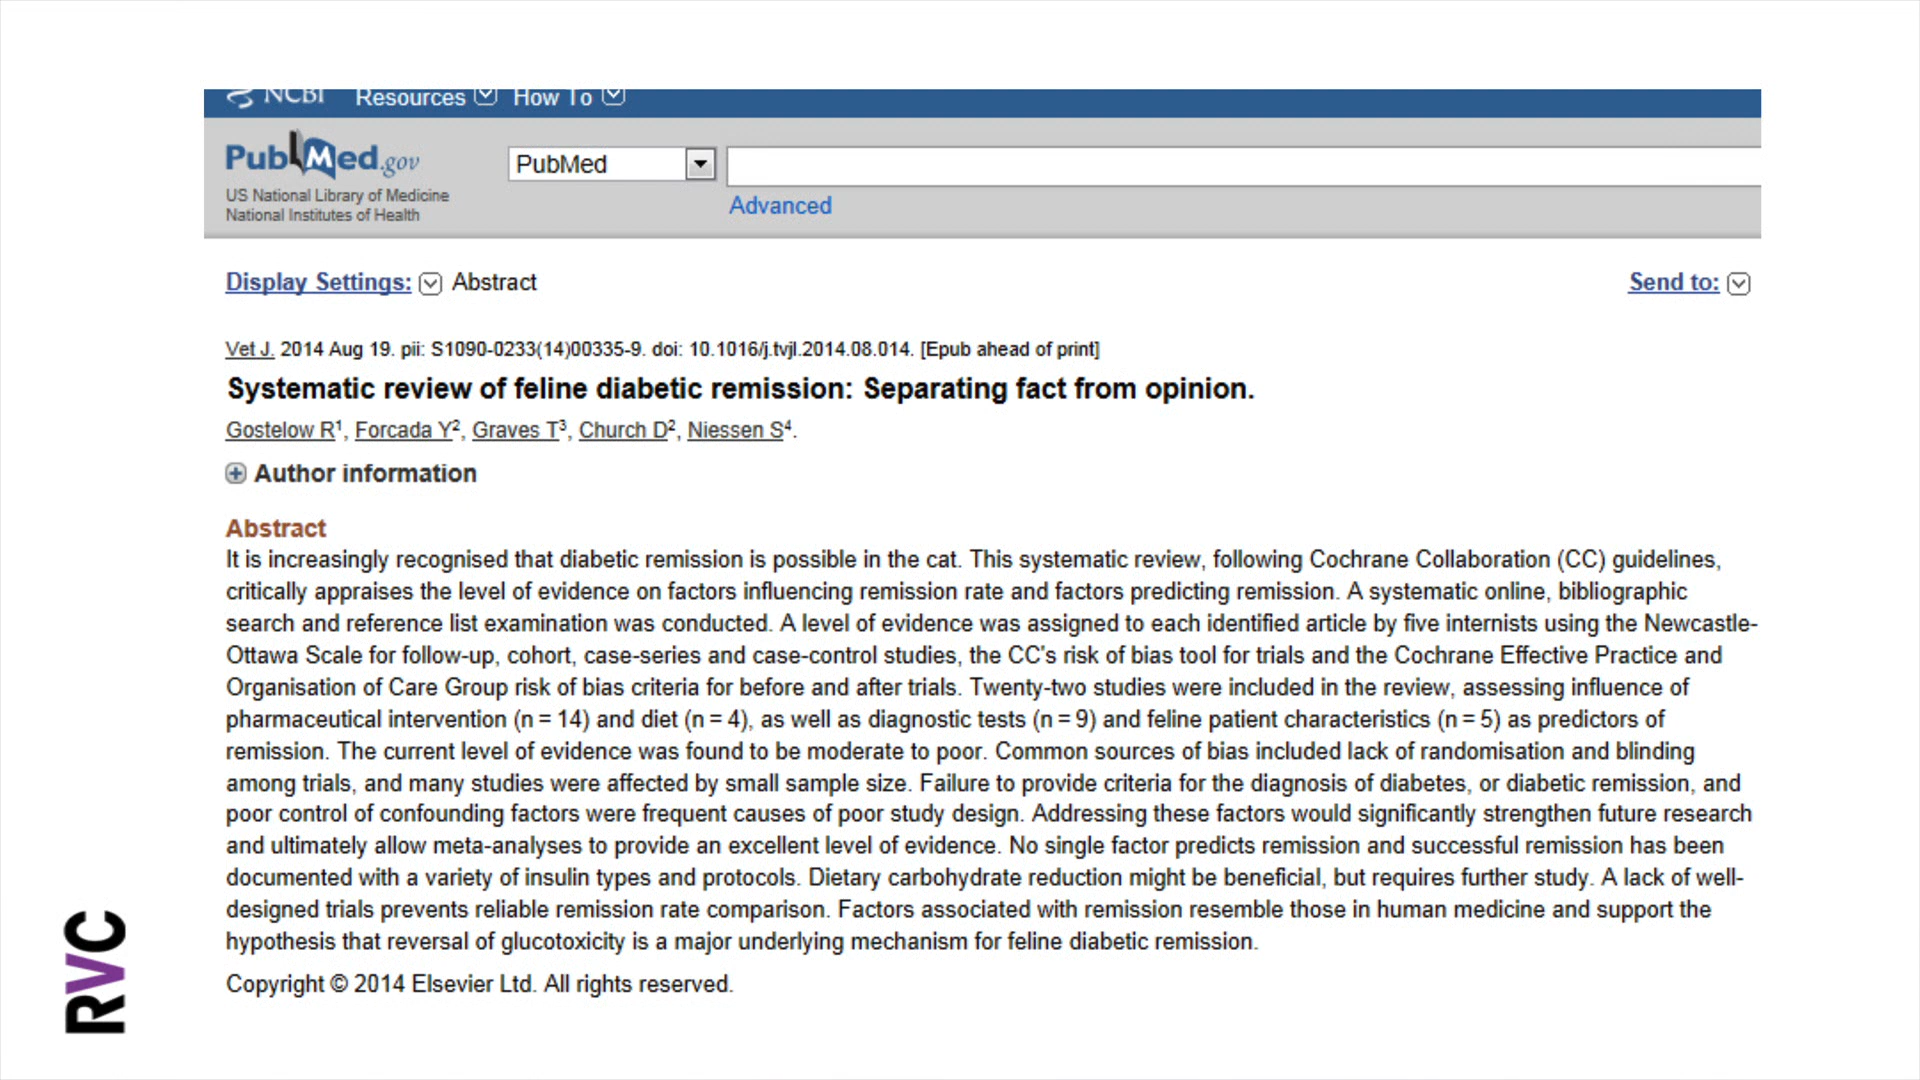 NCBI Resources How To
PubMed.gov
US National Library of Medicine
National Institutes of Health
PubMed
Advanced
Display Settings: Abstract
Send to:
Vet J. 2014 Aug 19. pii: S1090-0233(14)00335-9. doi: 10.1016/j.tvjl.2014.08.014. [Epub ahead of print]
Systematic review of feline diabetic remission: Separating fact from opinion.
Gostelow R1, Forcada Y2, Graves T3, Church D2, Niessen S4.
Author information
Abstract
It is increasingly recognised that diabetic remission is possible in the cat. This systematic review, following Cochrane Collaboration (CC) guidelines,
critically appraises the level of evidence on factors influencing remission rate and factors predicting remission. A systematic online, bibliographic
search and reference list examination was conducted. A level of evidence was assigned to each identified article by five internists using the Newcastle-
Ottawa Scale for follow-up, cohort, case-series and case-control studies, the CC's risk of bias tool for trials and the Cochrane Effective Practice and
Organisation of Care Group risk of bias criteria for before and after trials. Twenty-two studies were included in the review, assessing influence of
pharmaceutical intervention (n = 14) and diet (n = 4), as well as diagnostic tests (n = 9) and feline patient characteristics (n = 5) as predictors of
remission. The current level of evidence was found to be moderate to poor. Common sources of bias included lack of randomisation and blinding
among trials, and many studies were affected by small sample size. Failure to provide criteria for the diagnosis of diabetes, or diabetic remission, and
poor control of confounding factors were frequent causes of poor study design. Addressing these factors would significantly strengthen future research
and ultimately allow meta-analyses to provide an excellent level of evidence. No single factor predicts remission and successful remission has been
documented with a variety of insulin types and protocols. Dietary carbohydrate reduction might be beneficial, but requires further study. A lack of well-
designed trials prevents reliable remission rate comparison. Factors associated with remission resemble those in human medicine and support the
hypothesis that reversal of glucotoxicity is a major underlying mechanism for feline diabetic remission.
Copyright © 2014 Elsevier Ltd. All rights reserved.
RVC